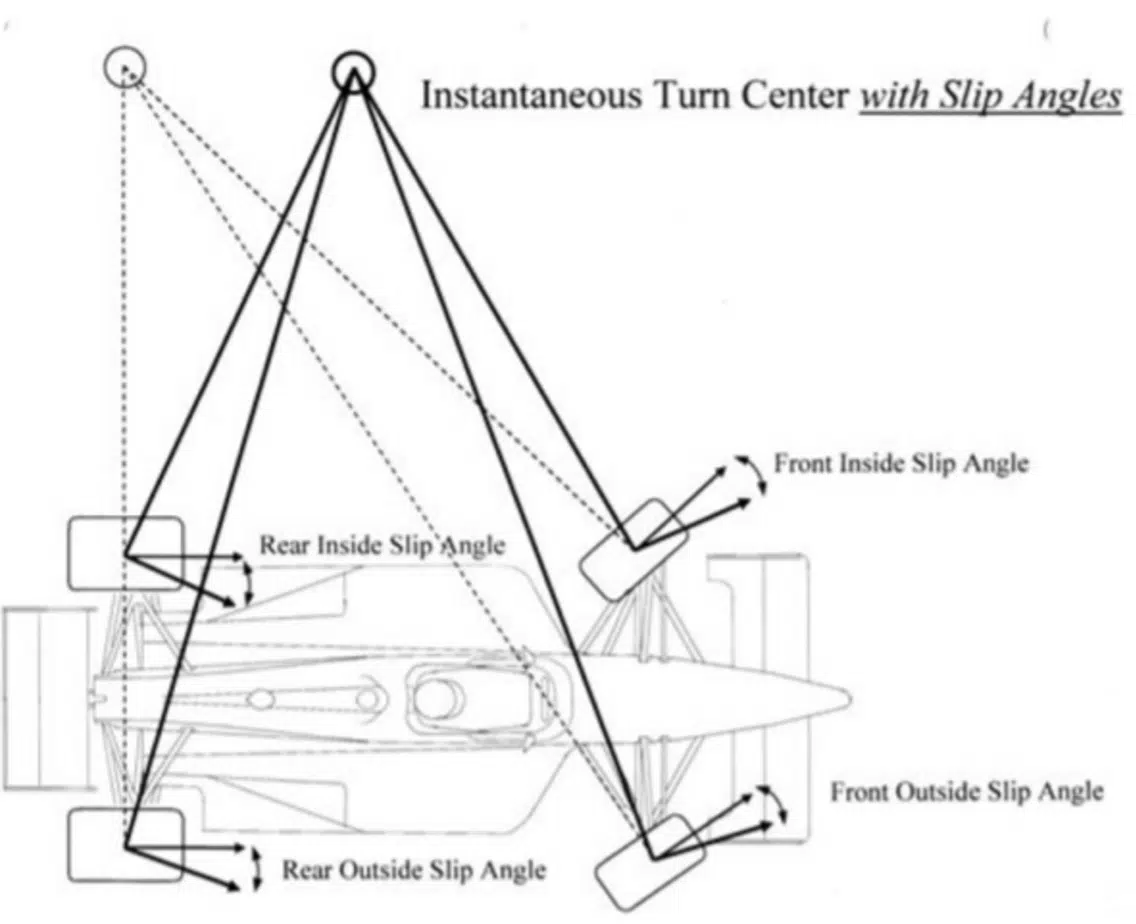 Instantaneous Turn Center with Slip Angles
Front Inside Slip Angle
Rear Inside Slip Angle
Front Outside Slip Angle
Rear Outside Slip Angle